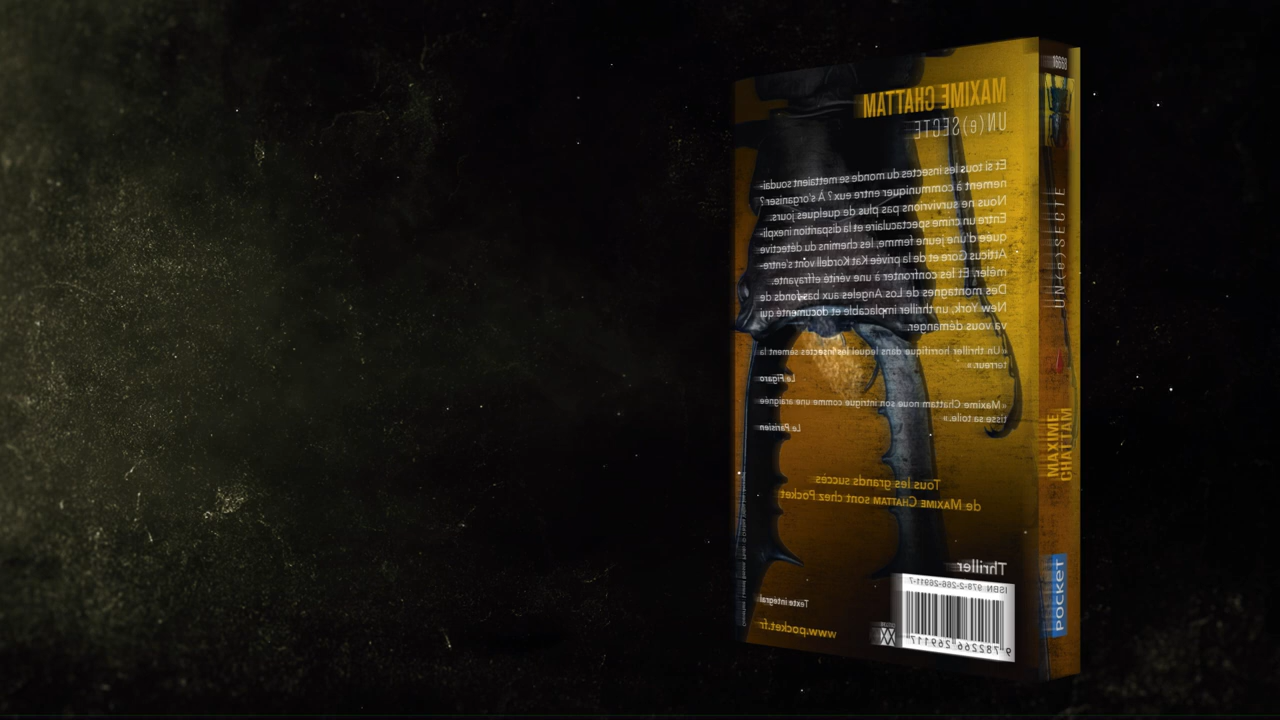 MAXIME CHATTAM
UN(e)SECTE
Et si tous les insectes du monde se mettaient soudai-
nement à communiquer entre eux ? À s'organiser ?
Nous ne survivrions pas plus de quelques jours.
Entre un crime spectaculaire et la disparition inexpli-
quée d'une jeune femme, les chemins du détective
Atticus Gore et de la privée Kat Kordell vont s'entre-
mêler. Et les confronter à une vérité effrayante.
Des montagnes de Los Angeles aux bas-fonds de
New York, un thriller implacable et documenté qui
va vous démanger.
« Un thriller horrifique dans lequel les insectes sèment la
terreur. »
Le Figaro
« Maxime Chattam noue son intrigue comme une araignée
tisse sa toile. »
Le Parisien
Tous les grands succès
de Maxime Chattam sont chez Pocket
Thriller
Texte intégral
www.pocket.fr
ISBN 978-2-266-26911-7
9 782266 269117
UN(e)SECTE
MAXIME
CHATTAM
POCKET